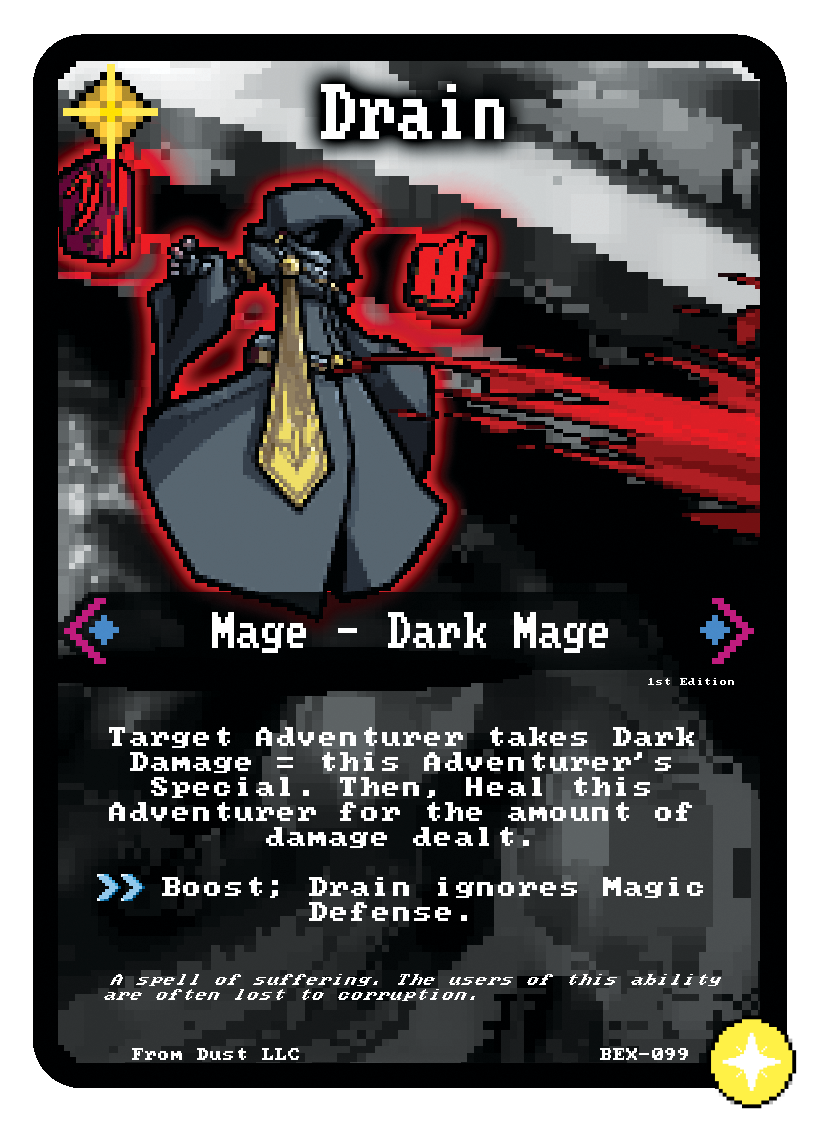 Drain
Mage - Dark Mage
1st Edition
Target Adventurer takes Dark
Damage = this Adventurer's
Special. Then, Heal this
Adventurer for the amount of
damage dealt.
Boost; Drain ignores Magic
Defense.
A spell of suffering. The users of this ability
are often lost to corruption.
From Dust LLC BEX-099